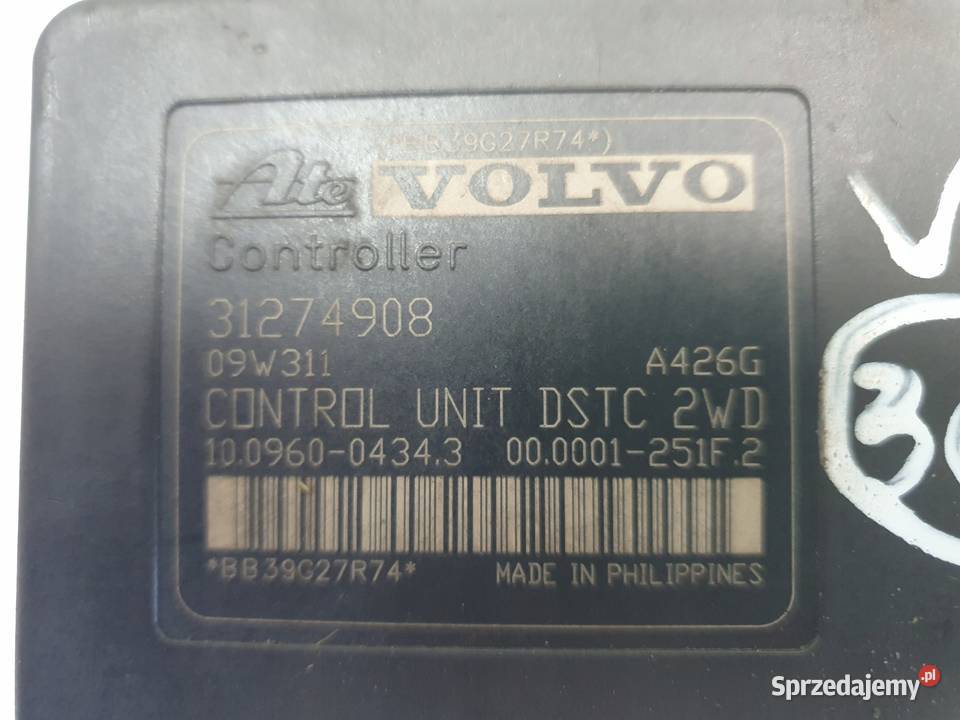 *BB39G27R74*)
Ate VOLVO
Controller
31274908
09W311 A426G
CONTROL UNIT DSTC 2WD
10.0960-0434.3 00.0001-251F.2
*BB39G27R74* MADE IN PHILIPPINES
V
Sprzedajemy.pl